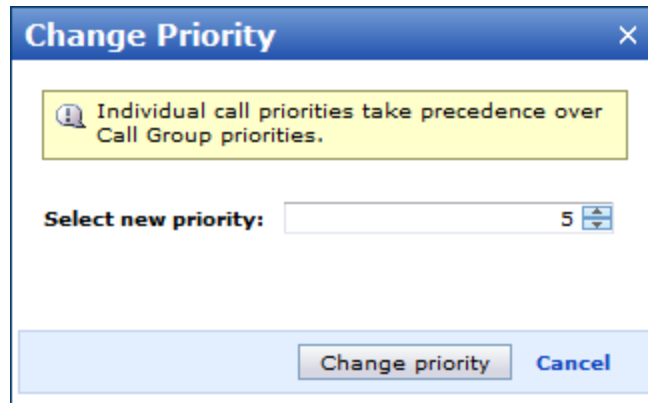 Change Priority
Individual call priorities take precedence over
Call Group priorities.
Select new priority: 5
Change priority Cancel